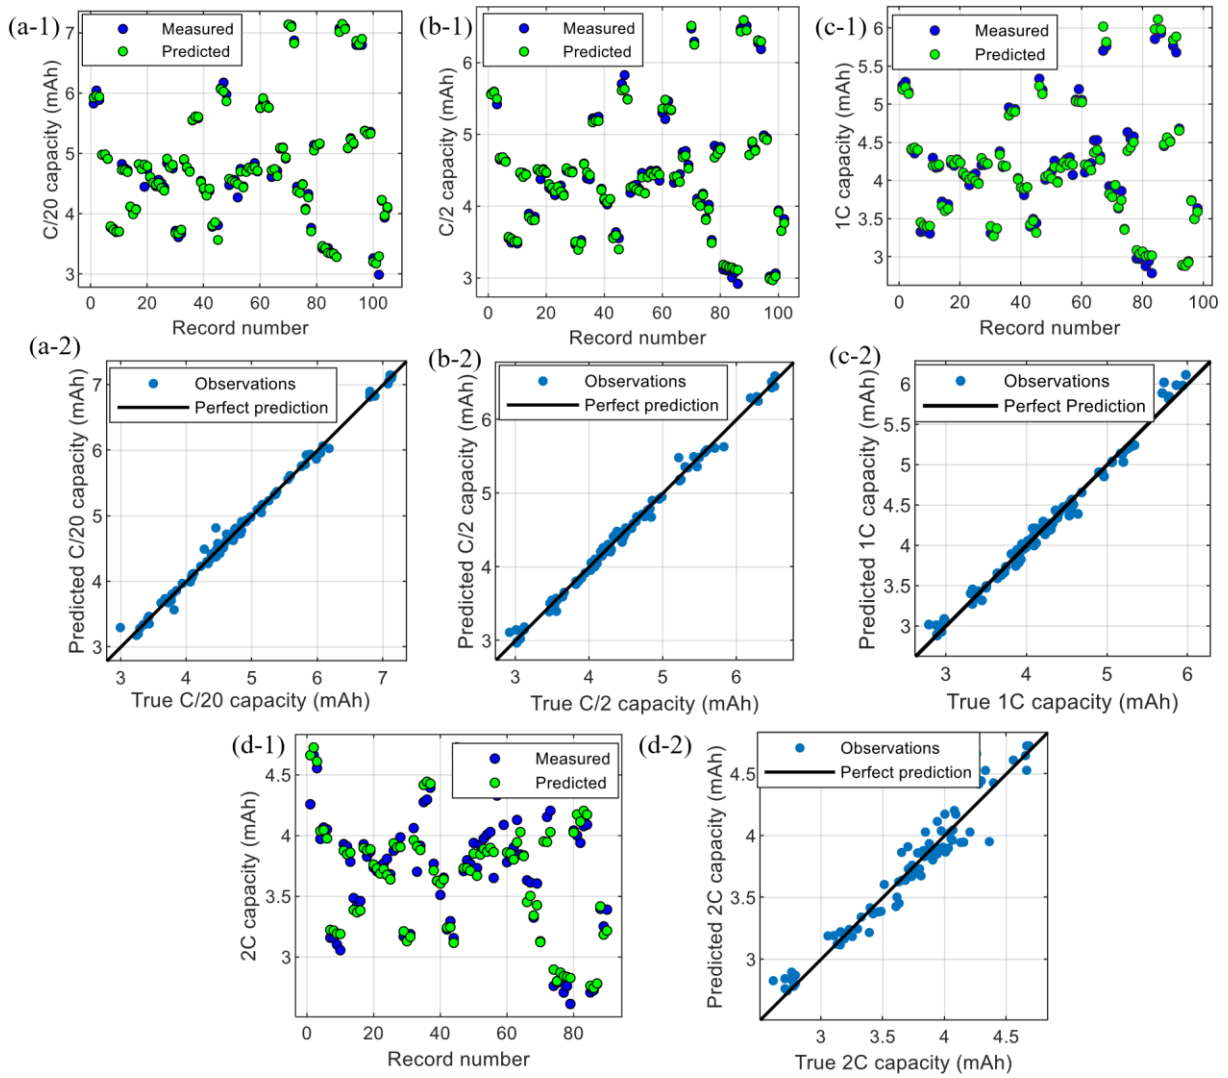 (a-1)
C/20 capacity (mAh)
7
6
5
4
3
Measured
Predicted
0 20 40 60 80 100
Record number
(b-1)
C/2 capacity (mAh)
6
5
4
3
Measured
Predicted
0 20 40 60 80 100
Record number
(c-1)
1C capacity (mAh)
6
5.5
5
4.5
4
3.5
3
Measured
Predicted
0 20 40 60 80 100
Record number
(a-2)
Predicted C/20 capacity (mAh)
7
6
5
4
3
Observations
Perfect prediction
3 4 5 6 7
True C/20 capacity (mAh)
(b-2)
Predicted C/2 capacity (mAh)
6
5
4
3
Observations
Perfect prediction
3 4 5 6
True C/2 capacity (mAh)
(c-2)
Predicted 1C capacity (mAh)
6
5.5
5
4.5
4
3.5
3
Observations
Perfect Prediction
3 4 5 6
True 1C capacity (mAh)
(d-1)
2C capacity (mAh)
4.5
4
3.5
3
Measured
Predicted
0 20 40 60 80
Record number
(d-2)
Predicted 2C capacity (mAh)
4.5
4
3.5
3
Observations
Perfect prediction
3 3.5 4 4.5
True 2C capacity (mAh)